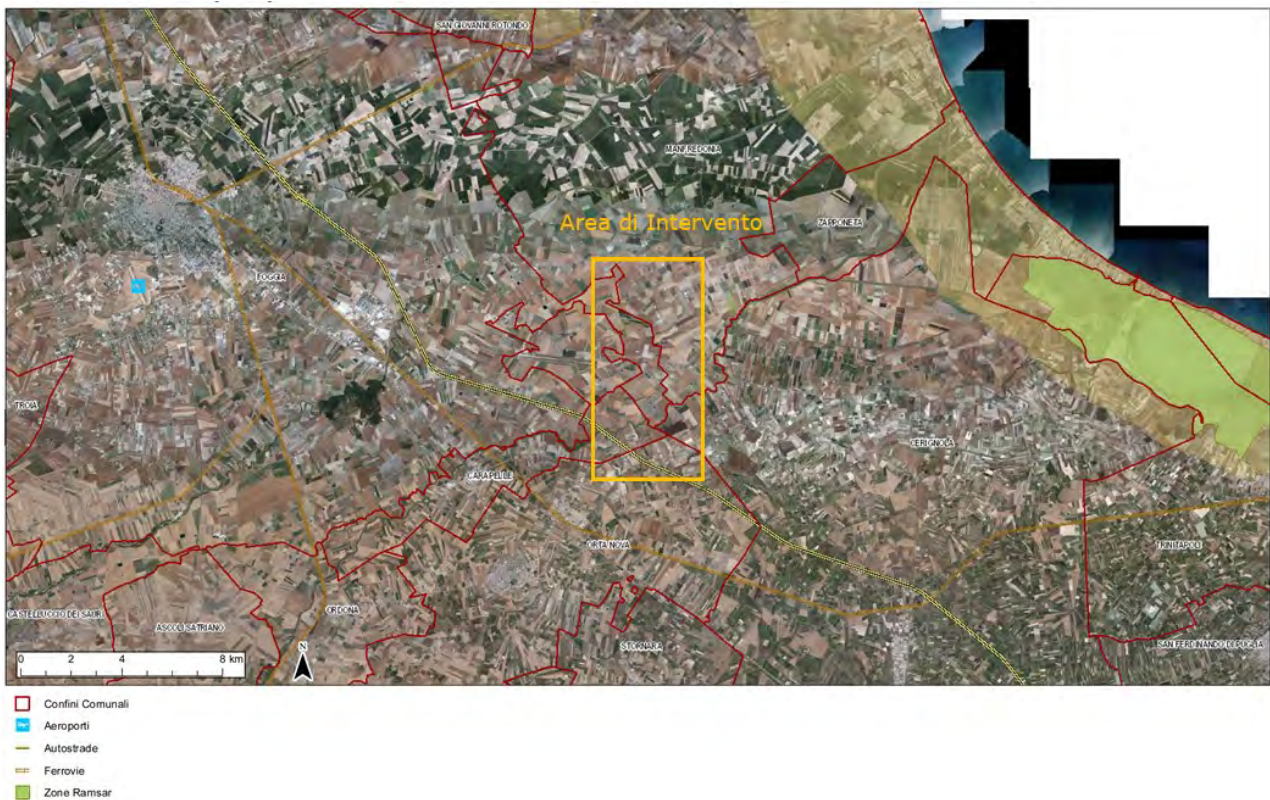 SAN GIOVANNI ROTONDO
MANFREDONIA
Area di Intervento
ZAPPONETA
FOGGIA
TROIA
CERIGNOLA
CARAPELLE
ORTA NOVA
TRINITAPOLI
CASTELLUCCIO DEI SAURI
ORDONA
ASCOLI SATRIANO
STORNARA
SAN FERDINANDO DI PUGLIA
N
0 2 4 8 km
Confini Comunali
Aeroporti
Autostrade
Ferrovie
Zone Ramsar